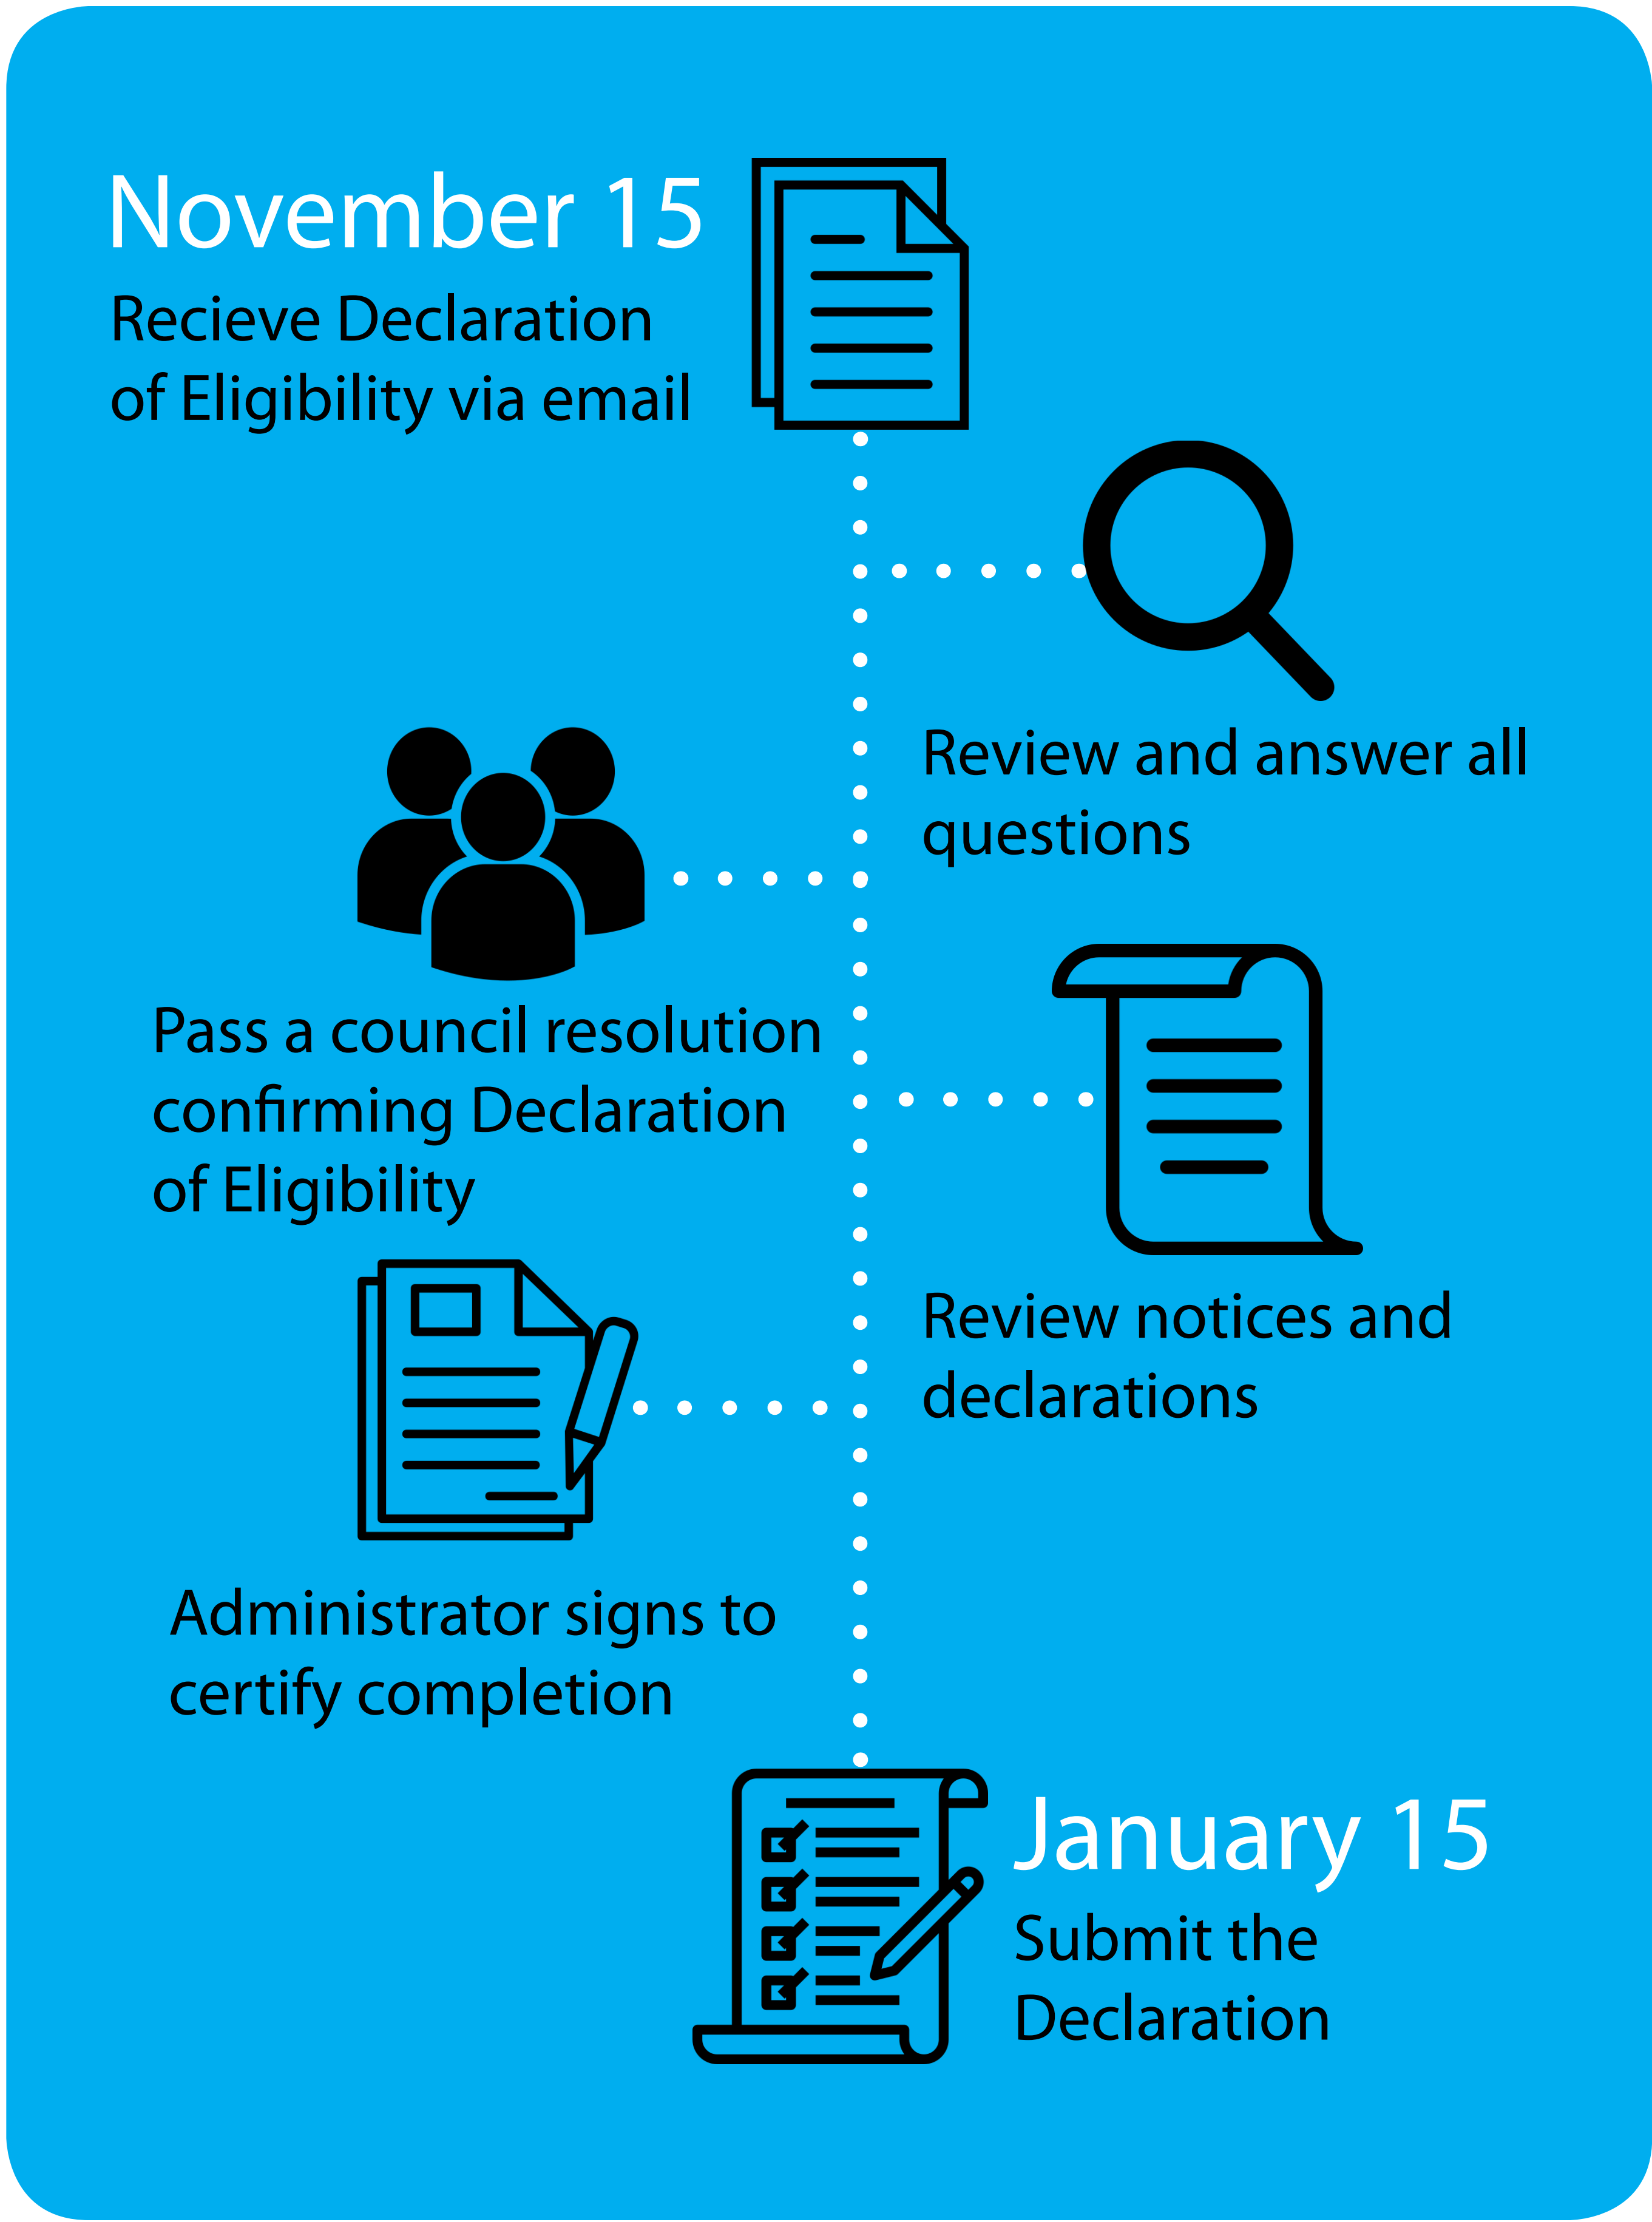 November 15
Recieve Declaration
of Eligibility via email
Review and answer all
questions
Pass a council resolution
confirming Declaration
of Eligibility
Review notices and
declarations
Administrator signs to
certify completion
January 15
Submit the
Declaration